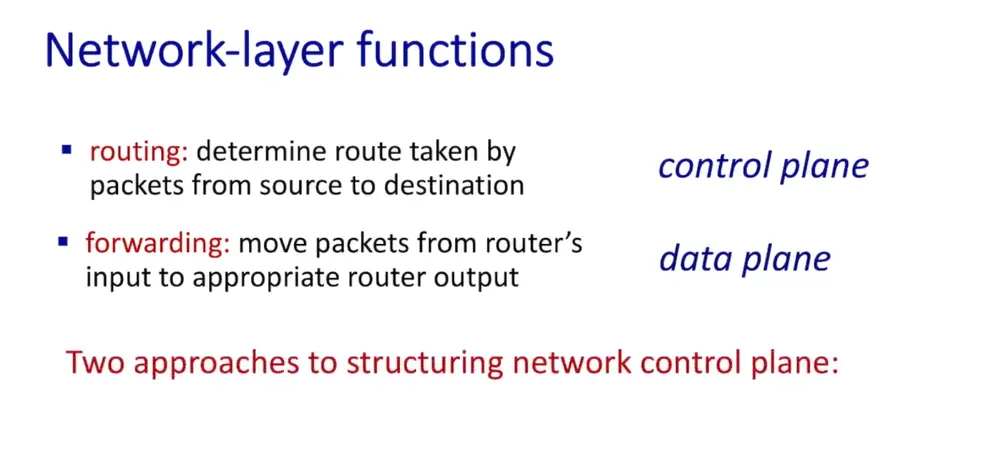 Network-layer functions
▪ routing: determine route taken by
packets from source to destination
control plane
▪ forwarding: move packets from router’s
input to appropriate router output
data plane
Two approaches to structuring network control plane: